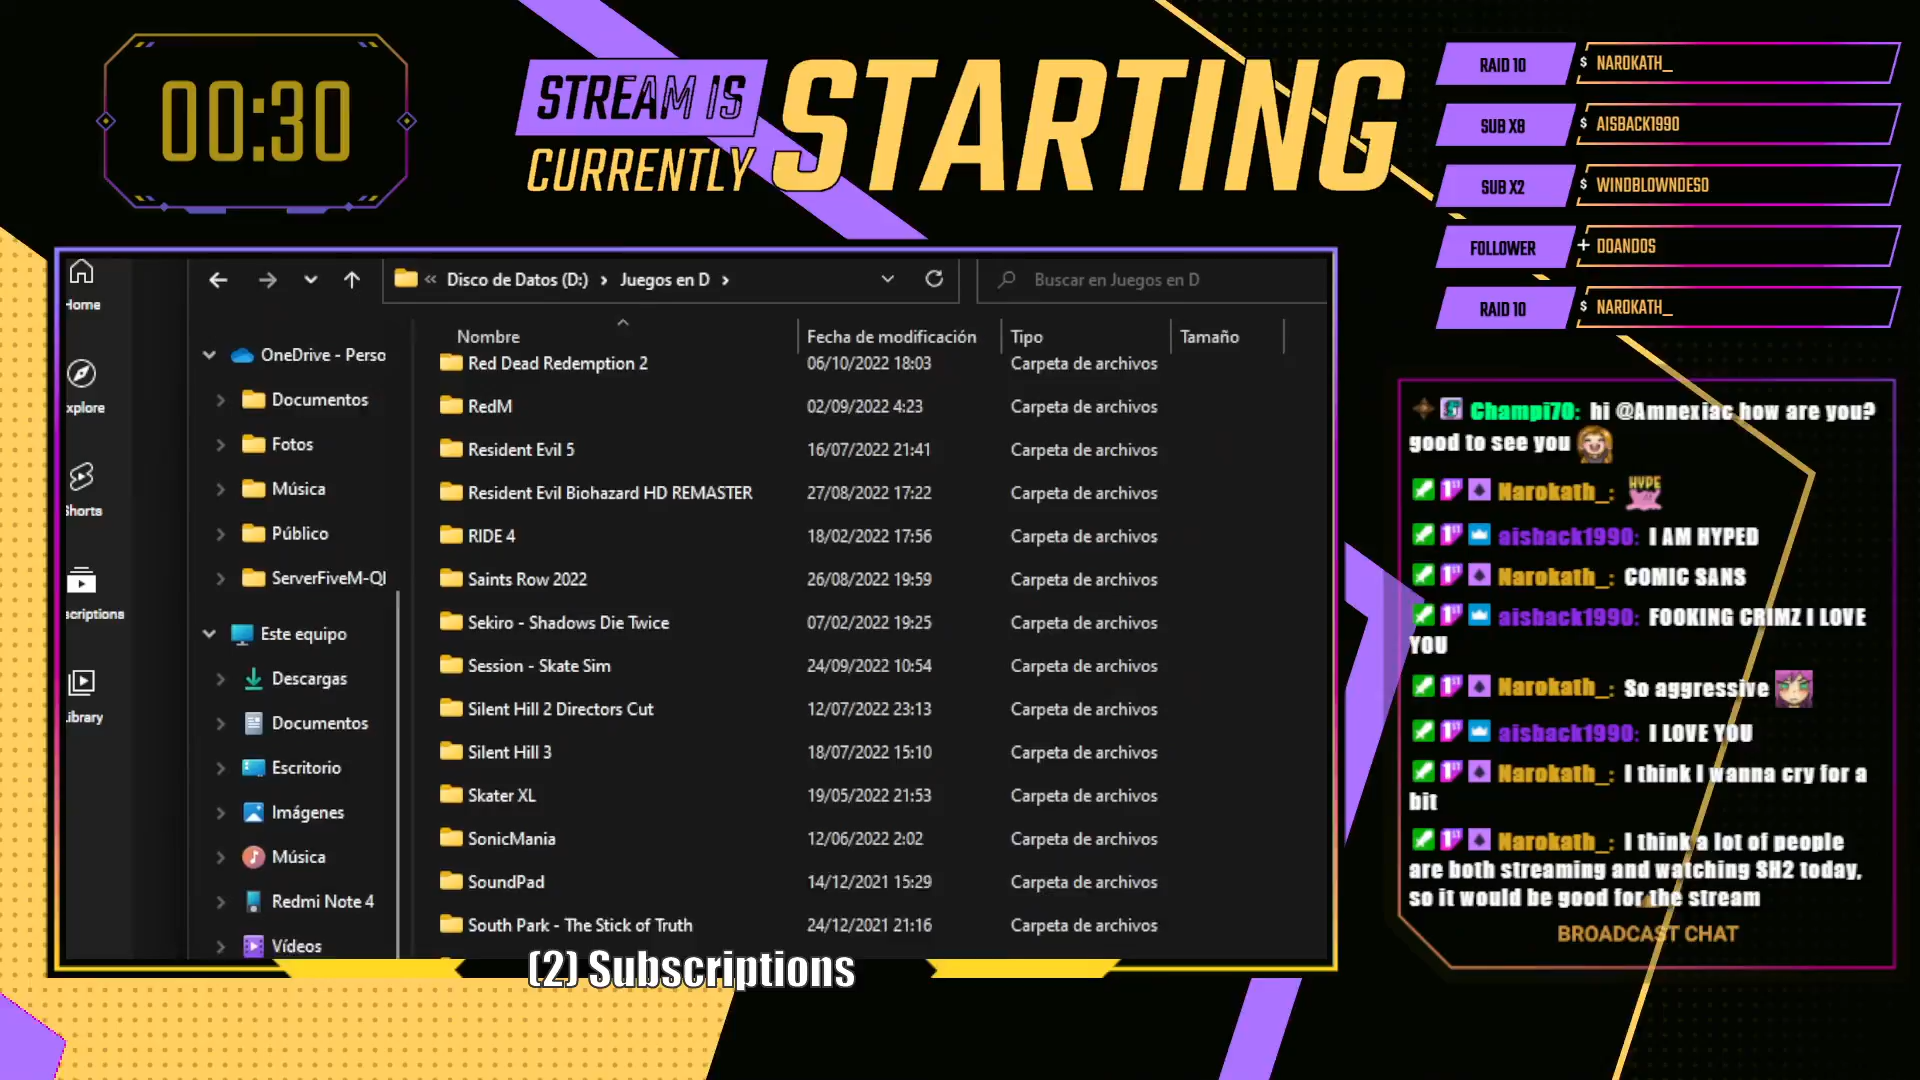 00:30
STREAM IS
CURRENTLY
STARTING
RAID 10
$ NAROKATH_
SUB X8
$ AISBACK1990
SUB X2
$ WINDBLOWNDESO
FOLLOWER
+ DOANDOS
RAID 10
$ NAROKATH_
Home
xplore
Shorts
scriptions
ibrary
« Disco de Datos (D:) › Juegos en D ›
Buscar en Juegos en D
OneDrive - Perso
Documentos
Fotos
Música
Público
ServerFiveM-Ql
Este equipo
Descargas
Documentos
Escritorio
Imágenes
Música
Redmi Note 4
Vídeos
Nombre Fecha de modificación Tipo Tamaño
Red Dead Redemption 2 06/10/2022 18:03 Carpeta de archivos
RedM 02/09/2022 4:23 Carpeta de archivos
Resident Evil 5 16/07/2022 21:41 Carpeta de archivos
Resident Evil Biohazard HD REMASTER 27/08/2022 17:22 Carpeta de archivos
RIDE 4 18/02/2022 17:56 Carpeta de archivos
Saints Row 2022 26/08/2022 19:59 Carpeta de archivos
Sekiro - Shadows Die Twice 07/02/2022 19:25 Carpeta de archivos
Session - Skate Sim 24/09/2022 10:54 Carpeta de archivos
Silent Hill 2 Directors Cut 12/07/2022 23:13 Carpeta de archivos
Silent Hill 3 18/07/2022 15:10 Carpeta de archivos
Skater XL 19/05/2022 21:53 Carpeta de archivos
SonicMania 12/06/2022 2:02 Carpeta de archivos
SoundPad 14/12/2021 15:29 Carpeta de archivos
South Park - The Stick of Truth 24/12/2021 21:16 Carpeta de archivos
(2) Subscriptions
Champi70: hi @Amnexiac how are you?
good to see you
Narokath_: HYPE
aisback1990: I AM HYPED
Narokath_: COMIC SANS
aisback1990: FOOKING CRIMZ I LOVE
YOU
Narokath_: So aggressive
aisback1990: I LOVE YOU
Narokath_: I think I wanna cry for a
bit
Narokath_: I think a lot of people
are both streaming and watching SH2 today,
so it would be good for the stream
BROADCAST CHAT